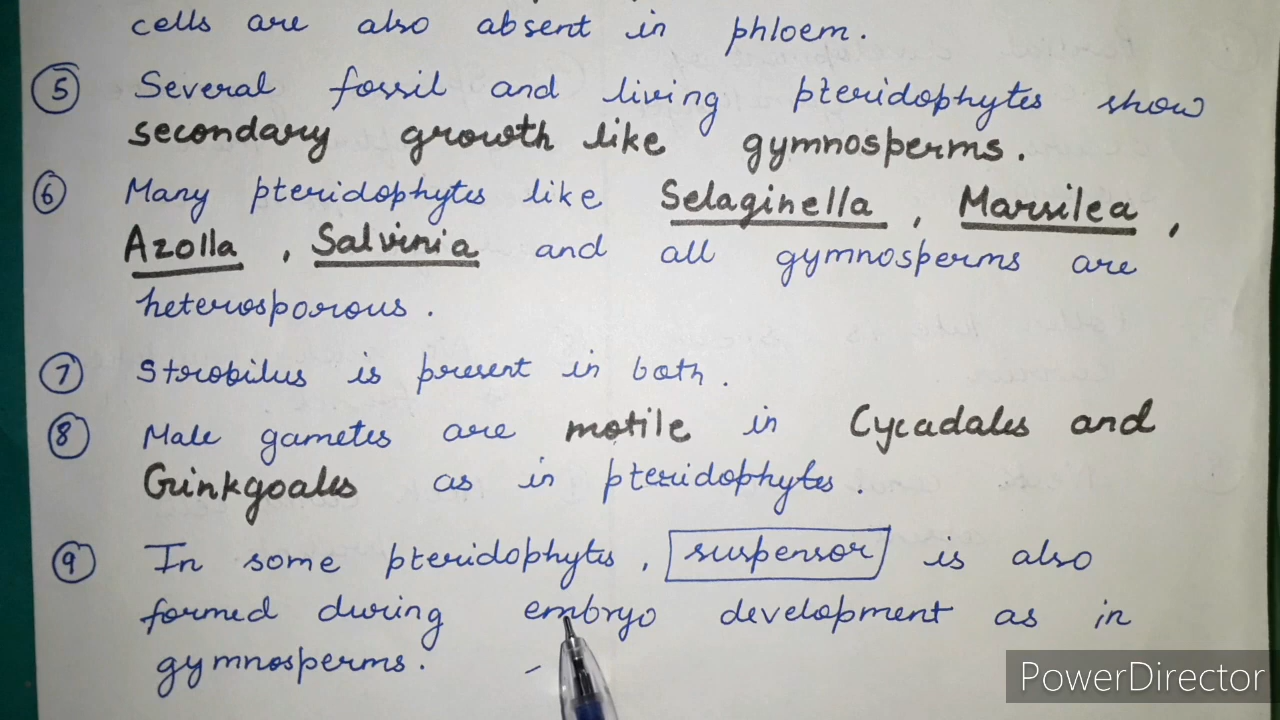 cells are also absent in phloem.
5 Several fossil and living pteridophytes show
secondary growth like gymnosperms.
6 Many pteridophytes like Selaginella, Marsilea,
Azolla, Salvinia and all gymnosperms are
heterosporous.
7 Strobilus is present in both.
8 Male gametes are motile in Cycadales and
Ginkgoales as in pteridophytes.
9 In some pteridophytes, suspensor is also
formed during embryo development as in
gymnosperms.
PowerDirector